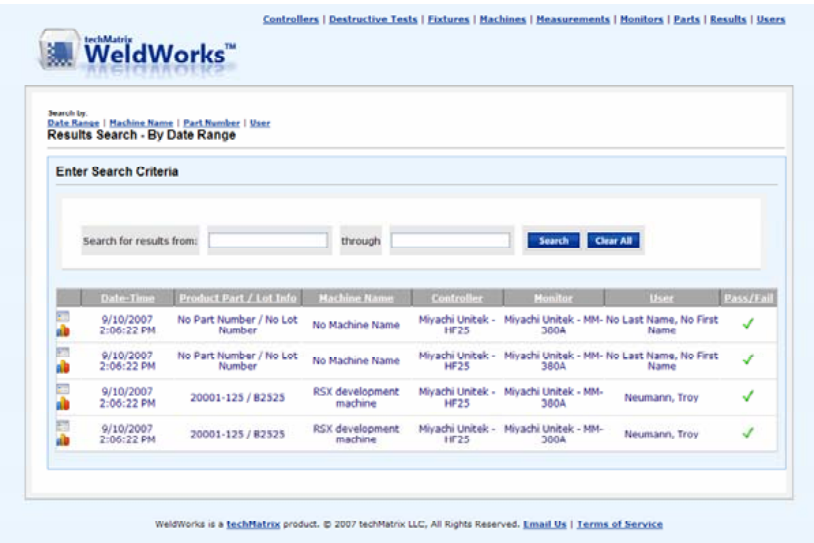 Controllers | Destructive Tests | Fixtures | Machines | Measurements | Monitors | Parts | Results | Users
techMatrix
WeldWorks™
Search by:
Date Range | Machine Name | Part Number | User
Results Search - By Date Range
Enter Search Criteria
Search for results from: through Search Clear All
Date-Time Product Part / Lot Info Machine Name Controller Monitor User Pass/Fail
9/10/2007 No Part Number / No Lot No Machine Name Miyachi Unitek - Miyachi Unitek - MM- No Last Name, No First
2:06:22 PM Number HF25 380A Name
9/10/2007 No Part Number / No Lot No Machine Name Miyachi Unitek - Miyachi Unitek - MM- No Last Name, No First
2:06:22 PM Number HF25 380A Name
9/10/2007 20001-125 / B2525 RSX development Miyachi Unitek - Miyachi Unitek - MM- Neumann, Troy
2:06:22 PM machine HF25 380A
9/10/2007 20001-125 / B2525 RSX development Miyachi Unitek - Miyachi Unitek - MM- Neumann, Troy
2:06:22 PM machine HF25 380A
WeldWorks is a techMatrix product. © 2007 techMatrix LLC, All Rights Reserved. Email Us | Terms of Service